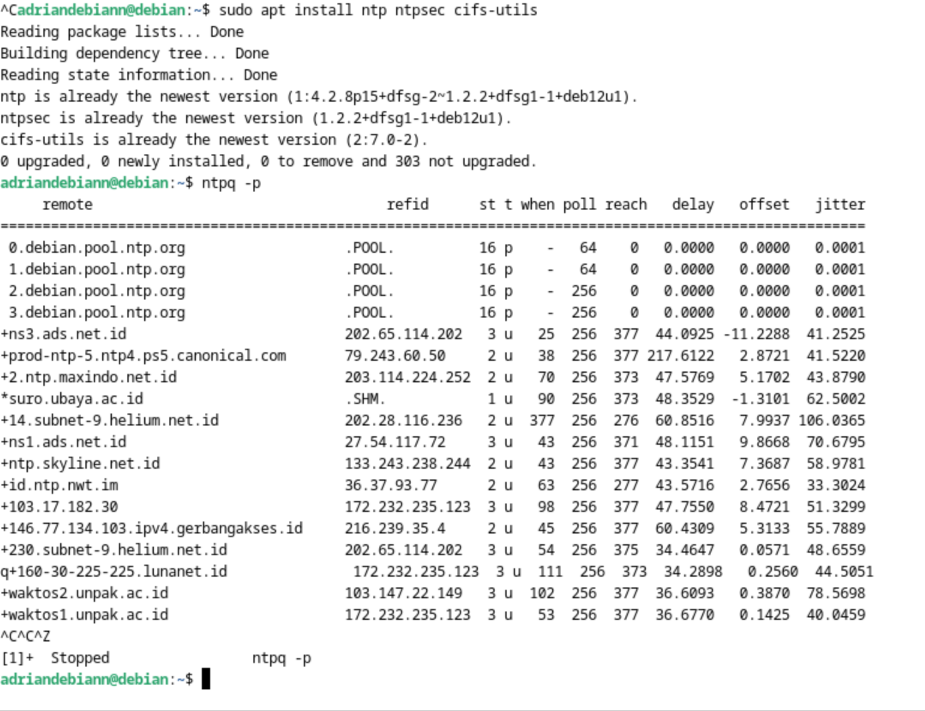 ^Cadriandebiann@debian:~$ sudo apt install ntp ntpsec cifs-utils
Reading package lists... Done
Building dependency tree... Done
Reading state information... Done
ntp is already the newest version (1:4.2.8p15+dfsg-2~1.2.2+dfsg1-1+deb12u1).
ntpsec is already the newest version (1.2.2+dfsg1-1+deb12u1).
cifs-utils is already the newest version (2:7.0-2).
0 upgraded, 0 newly installed, 0 to remove and 303 not upgraded.
adriandebiann@debian:~$ ntpq -p
     remote                                   refid      st t when poll reach   delay   offset   jitter
=======================================================================================================
 0.debian.pool.ntp.org                   .POOL.          16 p    -   64    0   0.0000   0.0000   0.0001
 1.debian.pool.ntp.org                   .POOL.          16 p    -   64    0   0.0000   0.0000   0.0001
 2.debian.pool.ntp.org                   .POOL.          16 p    -  256    0   0.0000   0.0000   0.0001
 3.debian.pool.ntp.org                   .POOL.          16 p    -  256    0   0.0000   0.0000   0.0001
+ns3.ads.net.id                          202.65.114.202   3 u   25  256  377  44.0925 -11.2288  41.2525
+prod-ntp-5.ntp4.ps5.canonical.com       79.243.60.50     2 u   38  256  377 217.6122   2.8721  41.5220
+2.ntp.maxindo.net.id                    203.114.224.252  2 u   70  256  373  47.5769   5.1702  43.8790
*suro.ubaya.ac.id                        .SHM.            1 u   90  256  373  48.3529  -1.3101  62.5002
+14.subnet-9.helium.net.id               202.28.116.236   2 u  377  256  276  60.8516   7.9937 106.0365
+ns1.ads.net.id                          27.54.117.72     3 u   43  256  371  48.1151   9.8668  70.6795
+ntp.skyline.net.id                      133.243.238.244  2 u   43  256  377  43.3541   7.3687  58.9781
+id.ntp.nwt.im                           36.37.93.77      2 u   63  256  277  43.5716   2.7656  33.3024
+103.17.182.30                           172.232.235.123  3 u   98  256  377  47.7550   8.4721  51.3299
+146.77.134.103.ipv4.gerbangakses.id     216.239.35.4     2 u   45  256  377  60.4309   5.3133  55.7889
+230.subnet-9.helium.net.id              202.65.114.202   3 u   54  256  375  34.4647   0.0571  48.6559
q+160-30-225-225.lunanet.id               172.232.235.123  3 u  111  256  373  34.2898   0.2560  44.5051
+waktos2.unpak.ac.id                     103.147.22.149   3 u  102  256  377  36.6093   0.3870  78.5698
+waktos1.unpak.ac.id                     172.232.235.123  3 u   53  256  377  36.6770   0.1425  40.0459
^C^C^Z
[1]+  Stopped                 ntpq -p
adriandebiann@debian:~$